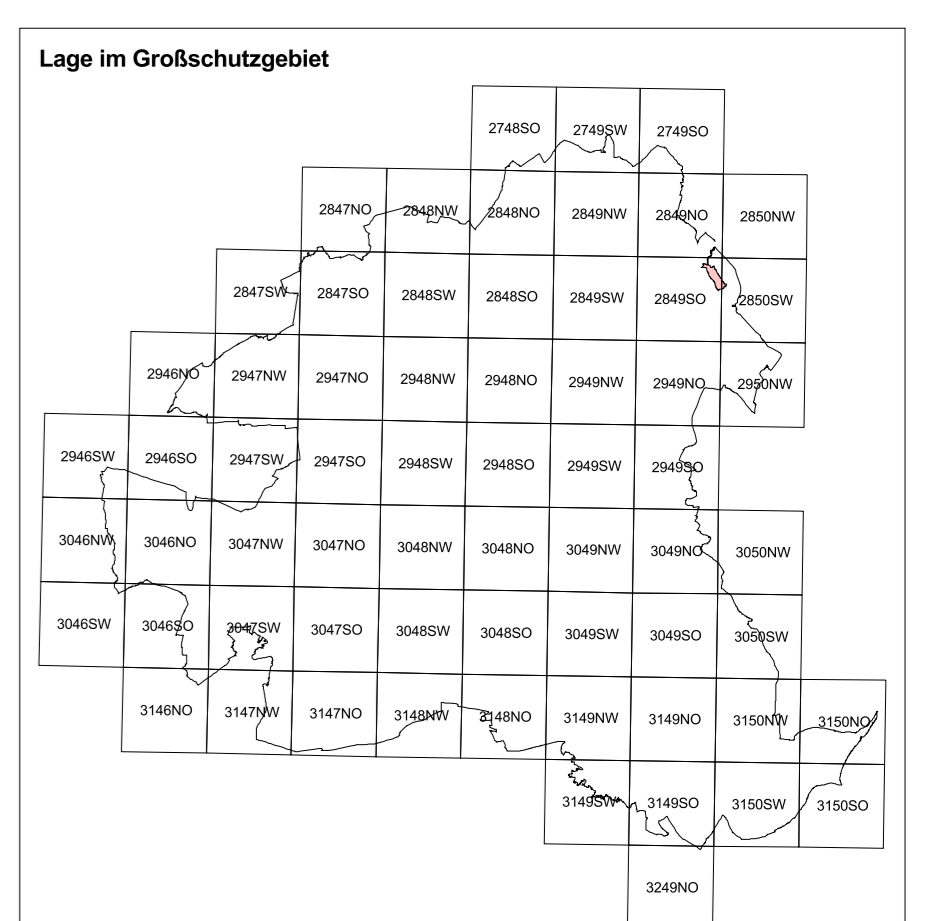 Lage im Großschutzgebiet
2748SO 2749SW 2749SO
2847NO 2848NW 2848NO 2849NW 2849NO 2850NW
2847SW 2847SO 2848SW 2848SO 2849SW 2849SO 2850SW
2946NO 2947NW 2947NO 2948NW 2948NO 2949NW 2949NO 2950NW
2946SW 2946SO 2947SW 2947SO 2948SW 2948SO 2949SW 2949SO
3046NW 3046NO 3047NW 3047NO 3048NW 3048NO 3049NW 3049NO 3050NW
3046SW 3046SO 3047SW 3047SO 3048SW 3048SO 3049SW 3049SO 3050SW
3146NO 3147NW 3147NO 3148NW 3148NO 3149NW 3149NO 3150NW 3150NO
3149SW 3149SO 3150SW 3150SO
3249NO